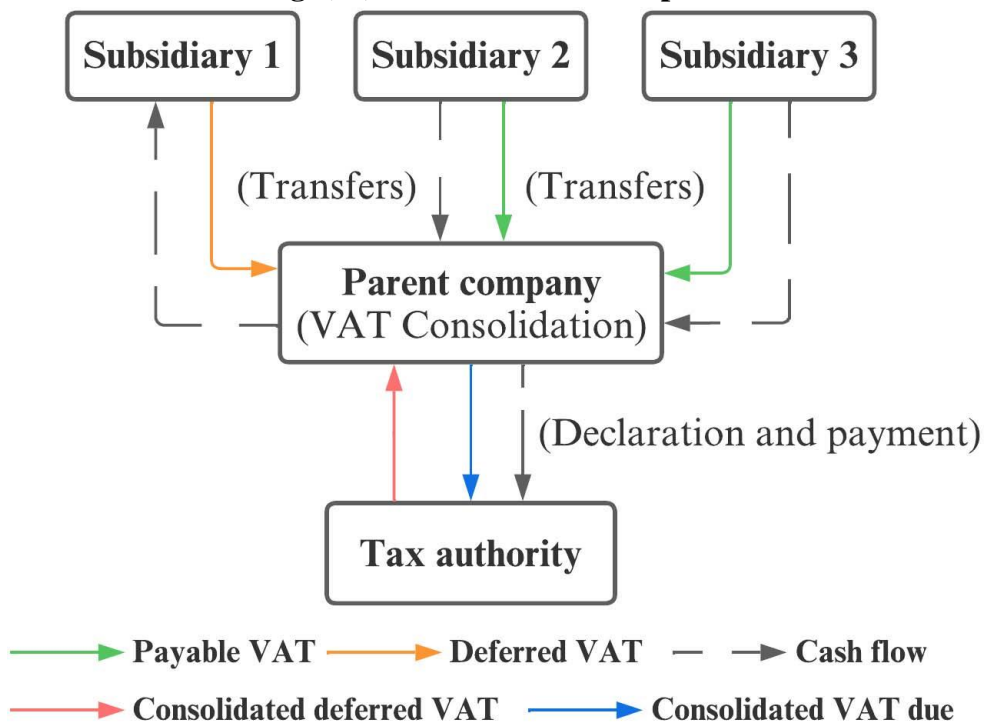 Subsidiary 1
Subsidiary 2
Subsidiary 3
(Transfers)
(Transfers)
Parent company
(VAT Consolidation)
(Declaration and payment)
Tax authority
Payable VAT
Deferred VAT
Cash flow
Consolidated deferred VAT
Consolidated VAT due